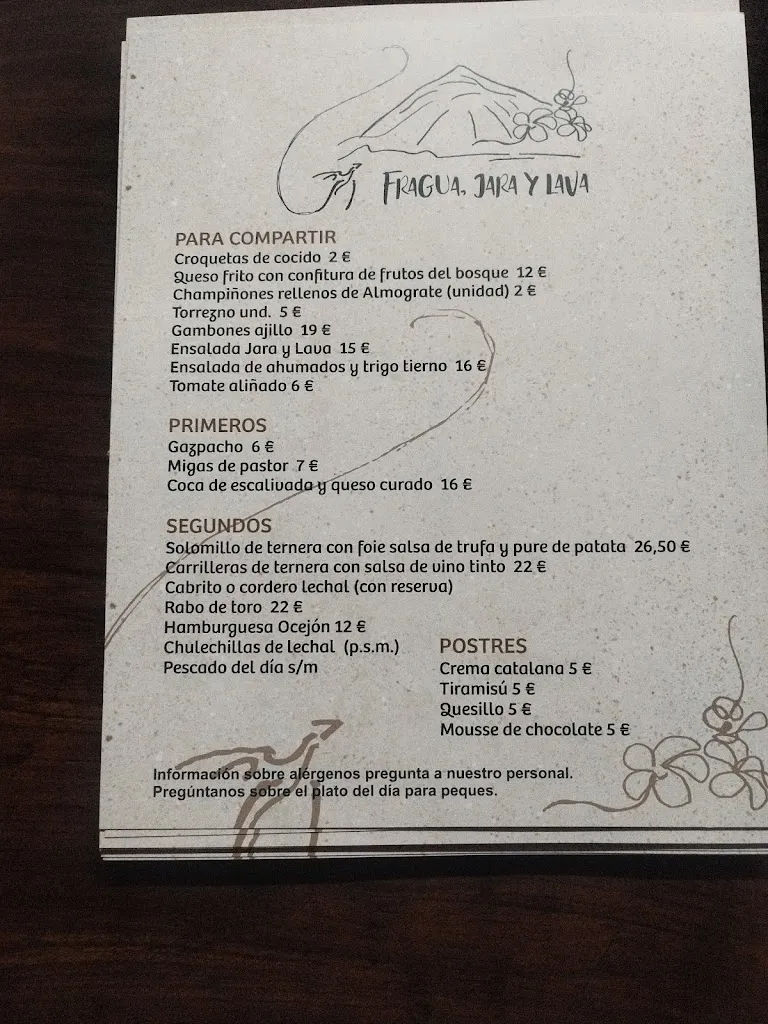 FRAGUA, JARA Y LAVA
PARA COMPARTIR
Croquetas de cocido 2 €
Queso frito con confitura de frutos del bosque 12 €
Champiñones rellenos de Almograte (unidad) 2 €
Torrezno und. 5 €
Gambones ajillo 19 €
Ensalada Jara y Lava 15 €
Ensalada de ahumados y trigo tierno 16 €
Tomate aliñado 6 €
PRIMEROS
Gazpacho 6 €
Migas de pastor 7 €
Coca de escalivada y queso curado 16 €
SEGUNDOS
Solomillo de ternera con foie salsa de trufa y pure de patata 26,50 €
Carrilleras de ternera con salsa de vino tinto 22 €
Cabrito o cordero lechal (con reserva)
Rabo de toro 22 €
Hamburguesa Ocejón 12 €
Chulechillas de lechal (p.s.m.)
Pescado del día s/m
POSTRES
Crema catalana 5 €
Tiramisú 5 €
Quesillo 5 €
Mousse de chocolate 5 €
Información sobre alérgenos pregunta a nuestro personal.
Pregúntanos sobre el plato del día para peques.